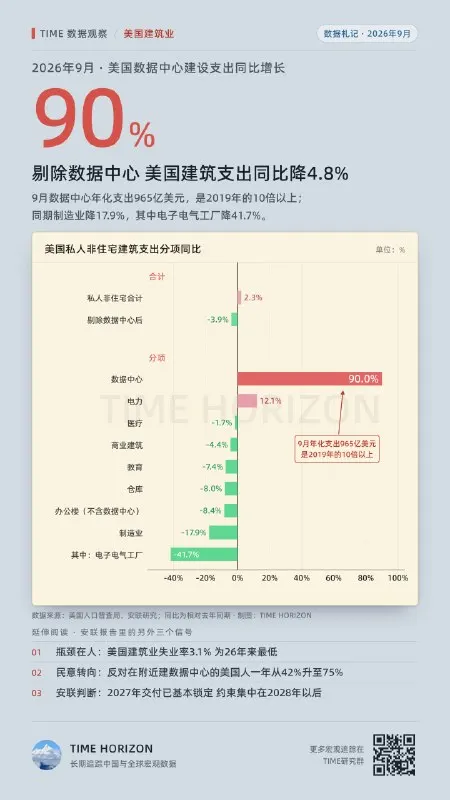 TIME 数据观察 / 美国建筑业
数据札记 · 2026年9月
2026年9月 · 美国数据中心建设支出同比增长
90%
剔除数据中心 美国建筑支出同比降4.8%
9月数据中心年化支出965亿美元，是2019年的10倍以上；
同期制造业降17.9%，其中电子电气工厂降41.7%。
美国私人非住宅建筑支出分项同比
单位：%
合计
私人非住宅合计 2.3%
剔除数据中心后 -3.9%
分项
数据中心 90.0%
电力 12.1%
医疗 -1.7%
商业建筑 -4.4%
教育 -7.4%
仓库 -8.0%
办公楼（不含数据中心） -8.4%
制造业 -17.9%
其中：电子电气工厂 -41.7%
9月年化支出965亿美元
是2019年的10倍以上
TIME HORIZON
-40% -20% 0% 20% 40% 60% 80% 100%
数据来源：美国人口普查局、安联研究；同比为相对去年同期 · 制图：TIME HORIZON
延伸阅读 · 安联报告里的另外三个信号
01 瓶颈在人：美国建筑业失业率3.1% 为26年来最低
02 民意转向：反对在附近建数据中心的美国人一年从42%升至75%
03 安联判断：2027年交付已基本锁定 约束集中在2028年以后
TIME HORIZON
长期追踪中国与全球宏观数据
更多宏观追踪在
TIME研究群